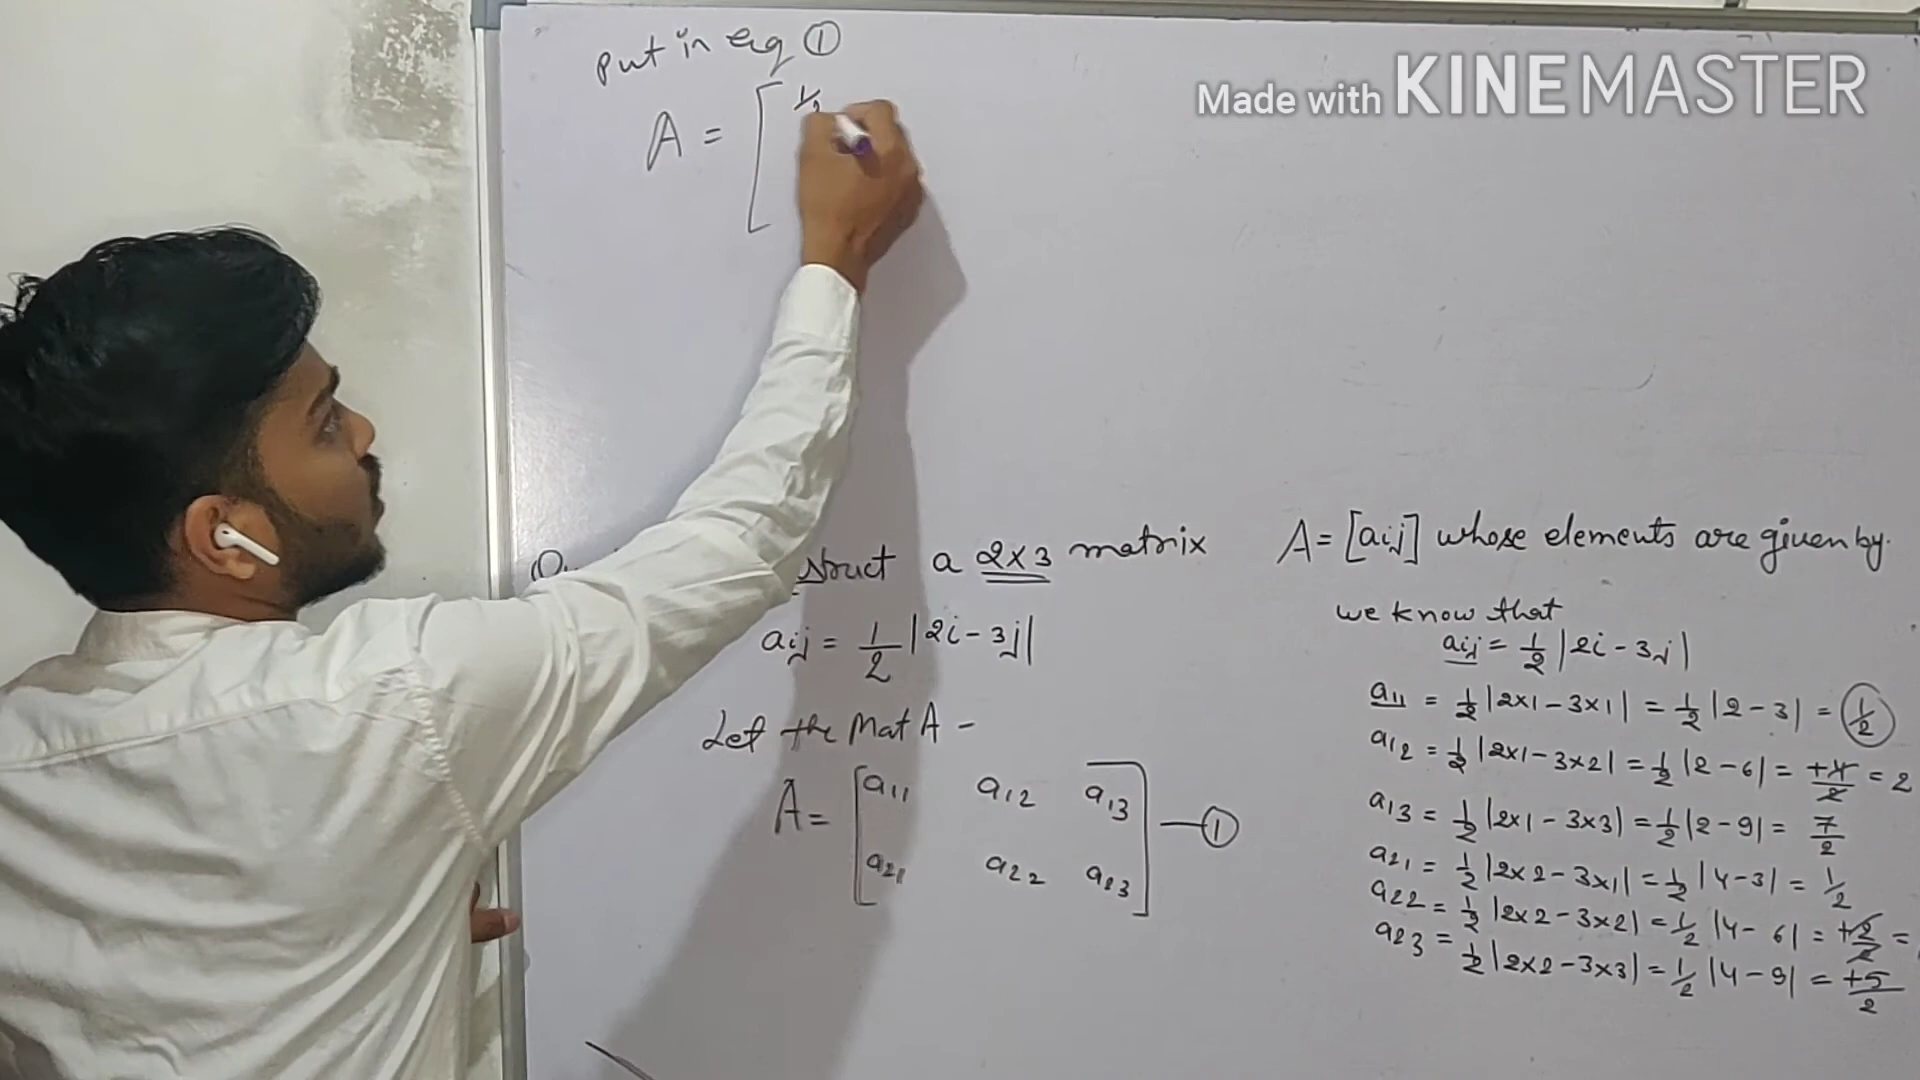 Put in eq ①
A = [ 1/2
Made with KINEMASTER
struct a 2x3 matrix A = [aij] whose elements are given by.
aij = 1/2 |2i - 3j|
Let the Mat A -
A = [ a11 a12 a13
a21 a22 a23 ] — ①
we know that
aij = 1/2 |2i - 3j|
a11 = 1/2 |2x1 - 3x1| = 1/2 |2 - 3| = 1/2
a12 = 1/2 |2x1 - 3x2| = 1/2 |2 - 6| = +4/2 = 2
a13 = 1/2 |2x1 - 3x3| = 1/2 |2 - 9| = 7/2
a21 = 1/2 |2x2 - 3x1| = 1/2 |4 - 3| = 1/2
a22 = 1/2 |2x2 - 3x2| = 1/2 |4 - 6| = +2/2 =
a23 = 1/2 |2x2 - 3x3| = 1/2 |4 - 9| = +5/2